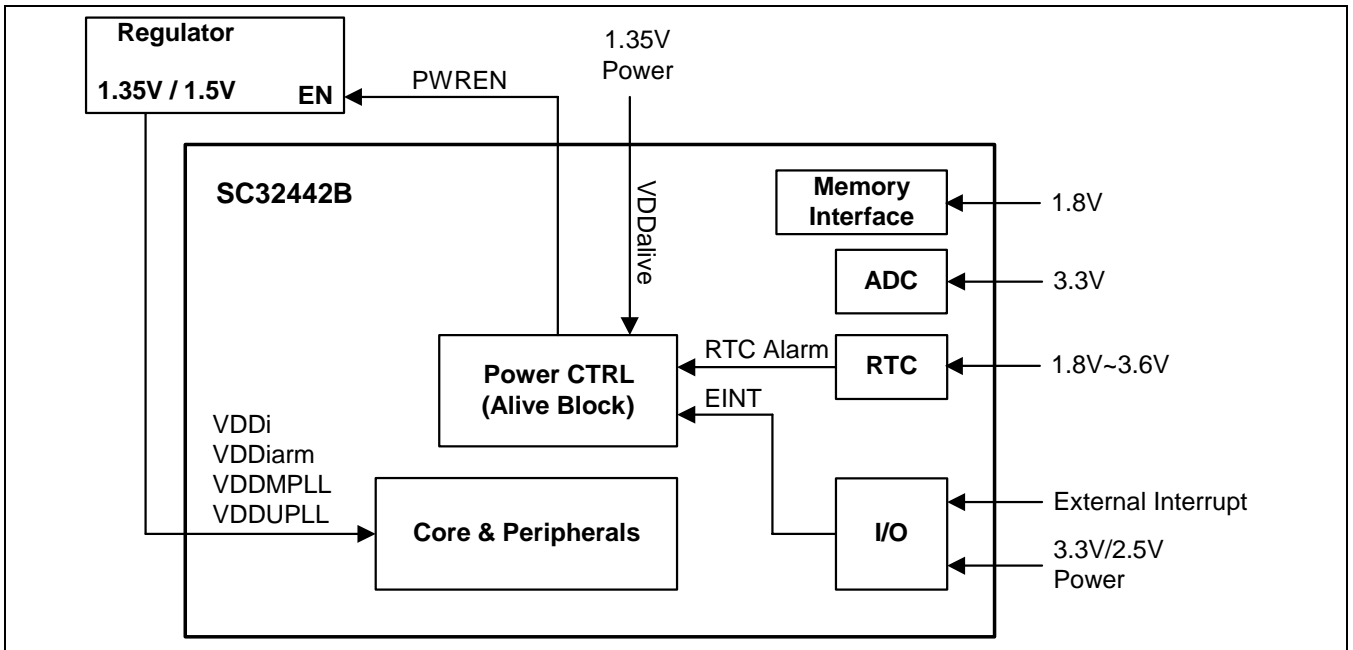 Regulator
1.35V / 1.5V
EN
PWREN
1.35V
Power
SC32442B
VDDalive
Memory
Interface
1.8V
ADC
3.3V
Power CTRL
(Alive Block)
RTC Alarm
RTC
1.8V~3.6V
EINT
VDDi
VDDiarm
VDDMPLL
VDDUPLL
Core & Peripherals
I/O
External Interrupt
3.3V/2.5V
Power